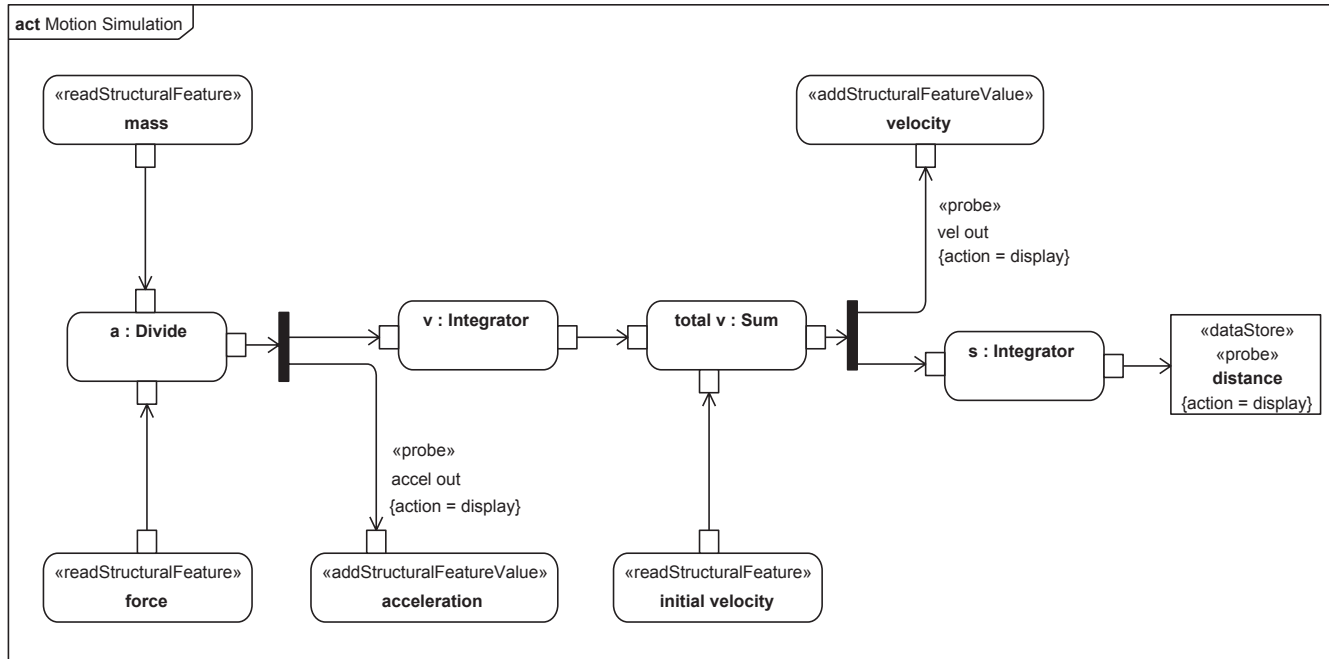 act Motion Simulation
«readStructuralFeature»
mass
«addStructuralFeatureValue»
velocity
«probe»
vel out
{action = display}
a : Divide
v : Integrator
total v : Sum
s : Integrator
«dataStore»
«probe»
distance
{action = display}
«probe»
accel out
{action = display}
«readStructuralFeature»
force
«addStructuralFeatureValue»
acceleration
«readStructuralFeature»
initial velocity